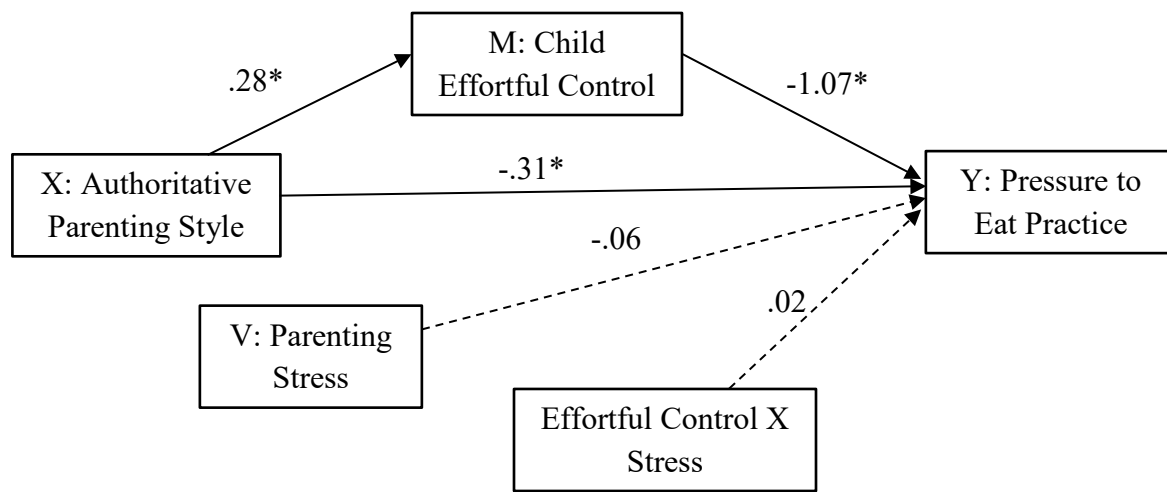 M: Child
Effortful Control
.28*
-1.07*
X: Authoritative
Parenting Style
-.31*
Y: Pressure to
Eat Practice
-.06
V: Parenting
Stress
.02
Effortful Control X
Stress